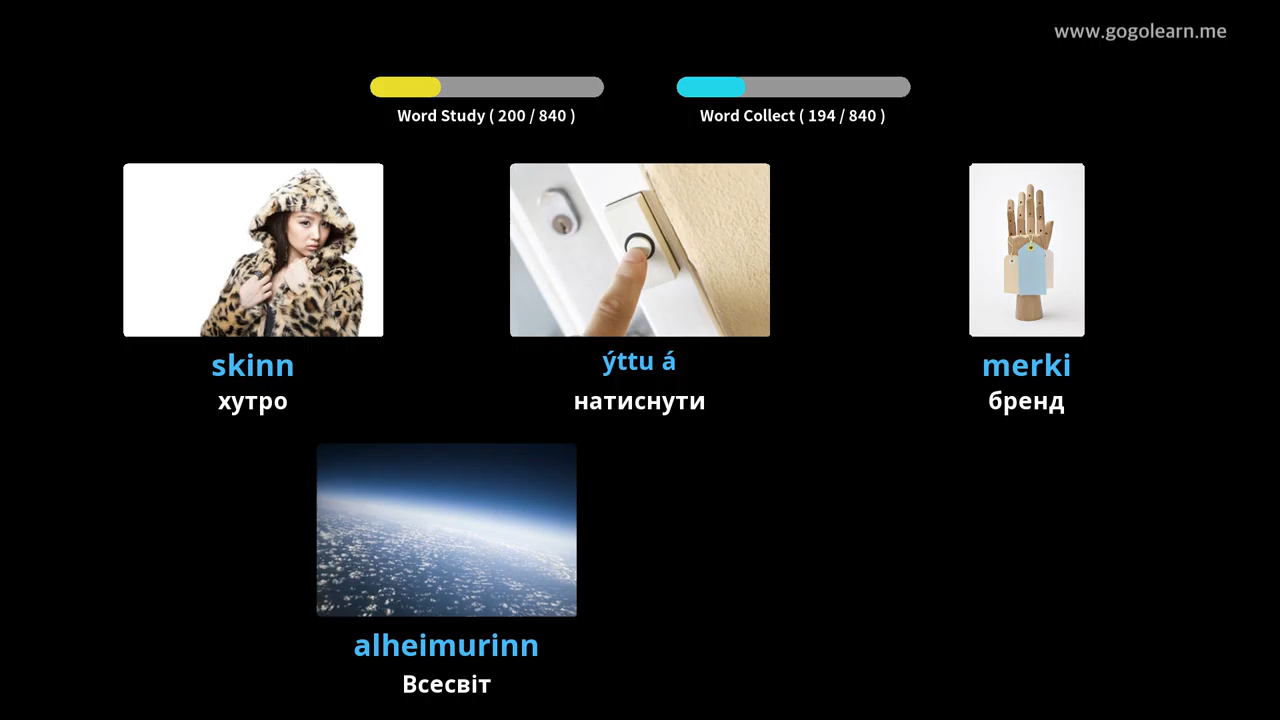 www.gogolearn.me
Word Study ( 200 / 840 )
Word Collect ( 194 / 840 )
skinn
хутро
ýttu á
натиснути
merki
бренд
alheimurinn
Всесвіт